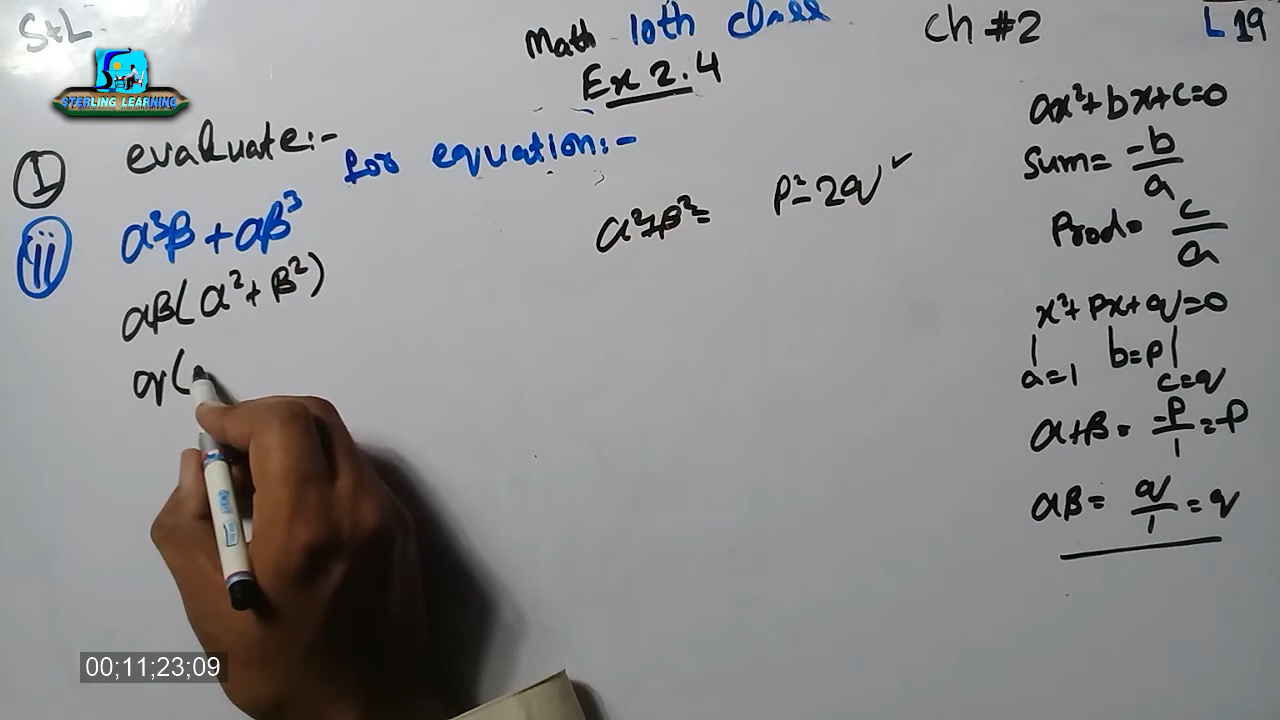 S&L
STERLING LEARNING
Math 10th class
Ch #2
L 19
Ex 2.4
① evaluate:- for equation:-
ⅱ α³β + αβ³
αβ(α² + β²)
q(
α²+β²= P²-2q ✓
ax²+bx+c=0
Sum= -b/a
Prod= c/a
x²+Px+q=0
a=1 b=P c=q
α+β= -P/1 =-P
αβ= q/1 = q
00;11;23;09